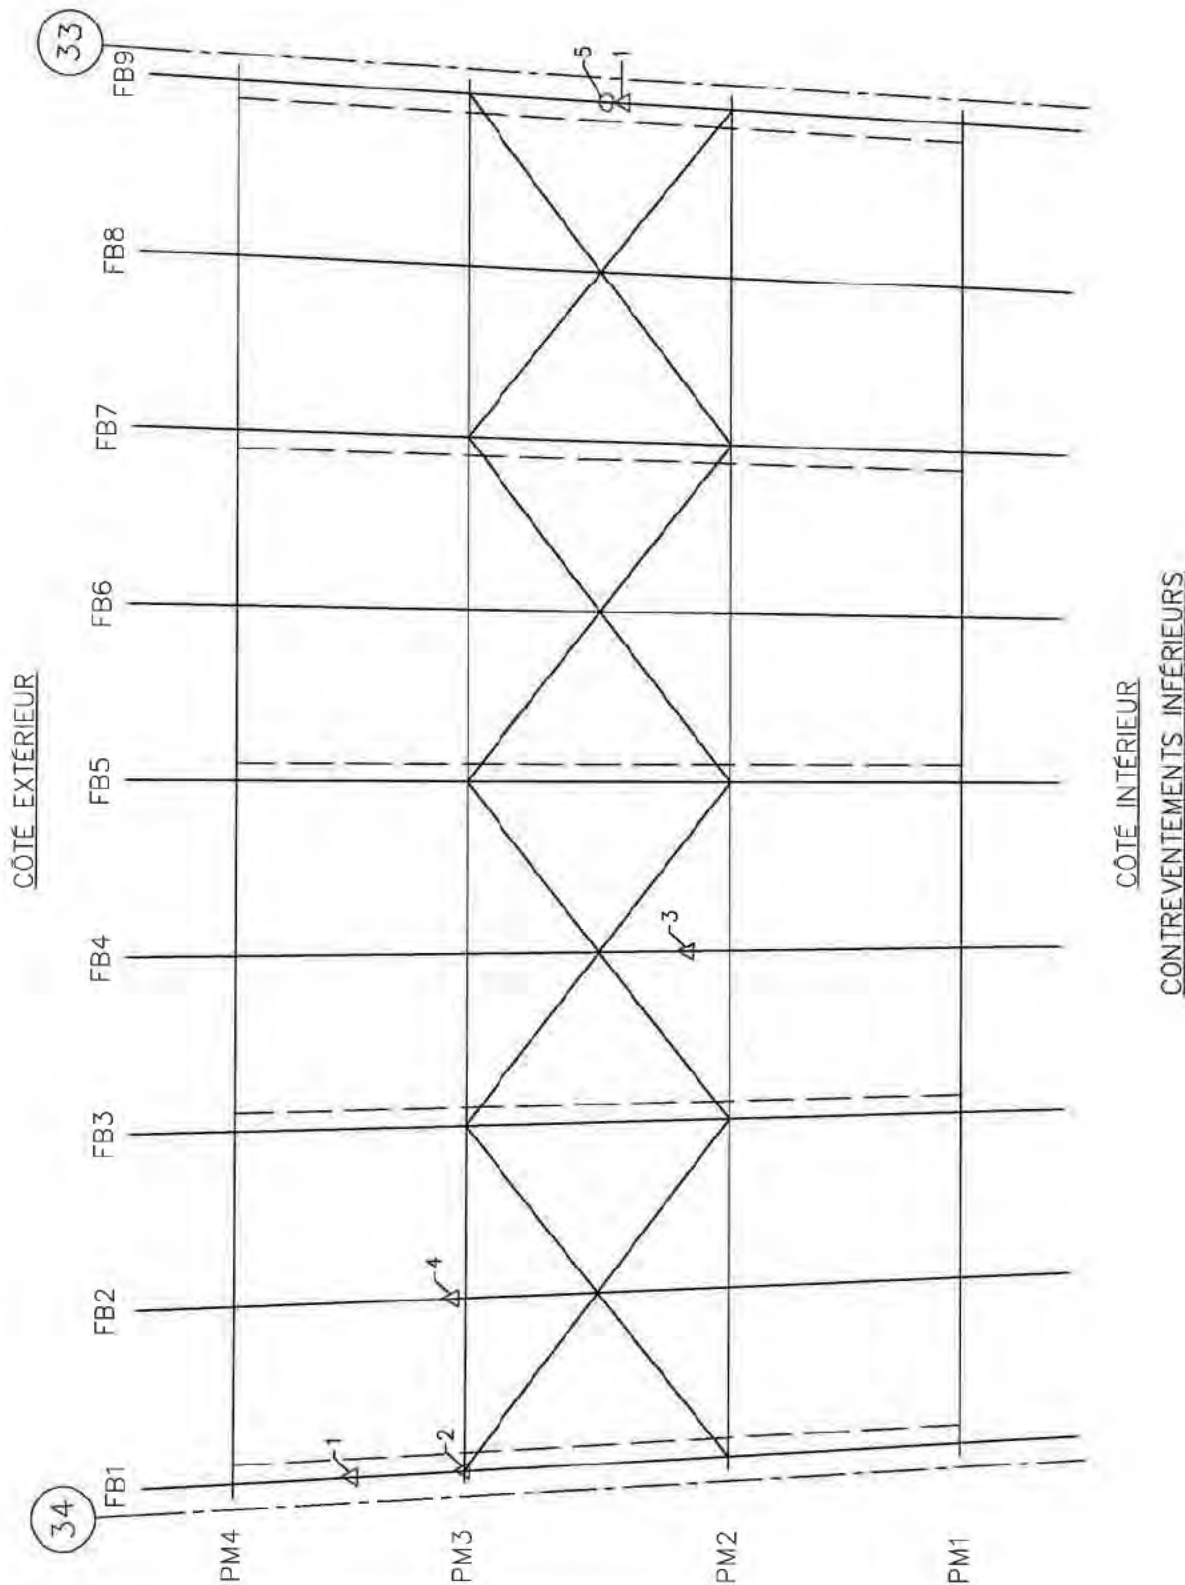 CÔTÉ EXTÉRIEUR
34
FB1
FB2
FB3
FB4
FB5
FB6
FB7
FB8
FB9
33
PM4
PM3
PM2
PM1
1
2
4
3
5
1
CÔTÉ INTÉRIEUR
CONTREVENTEMENTS INFÉRIEURS